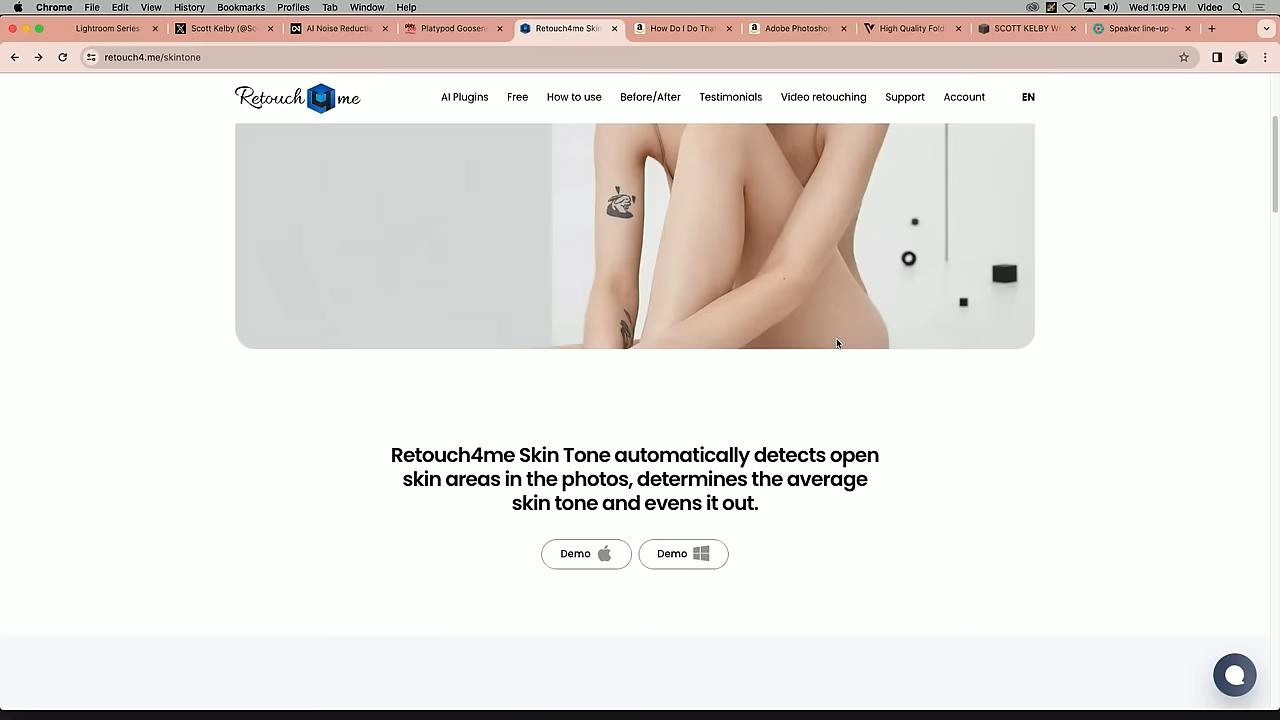 Chrome File Edit View History Bookmarks Profiles Tab Window Help Wed 1:09 PM Video
Lightroom Series Scott Kelby (@Sc AI Noise Reducti Platypod Goosen Retouch4me Skin How Do I Do Tha Adobe Photosho High Quality Fold SCOTT KELBY W Speaker line-up -
retouch4.me/skintone
Retouch4me AI Plugins Free How to use Before/After Testimonials Video retouching Support Account EN
Retouch4me Skin Tone automatically detects open
skin areas in the photos, determines the average
skin tone and evens it out.
Demo Demo